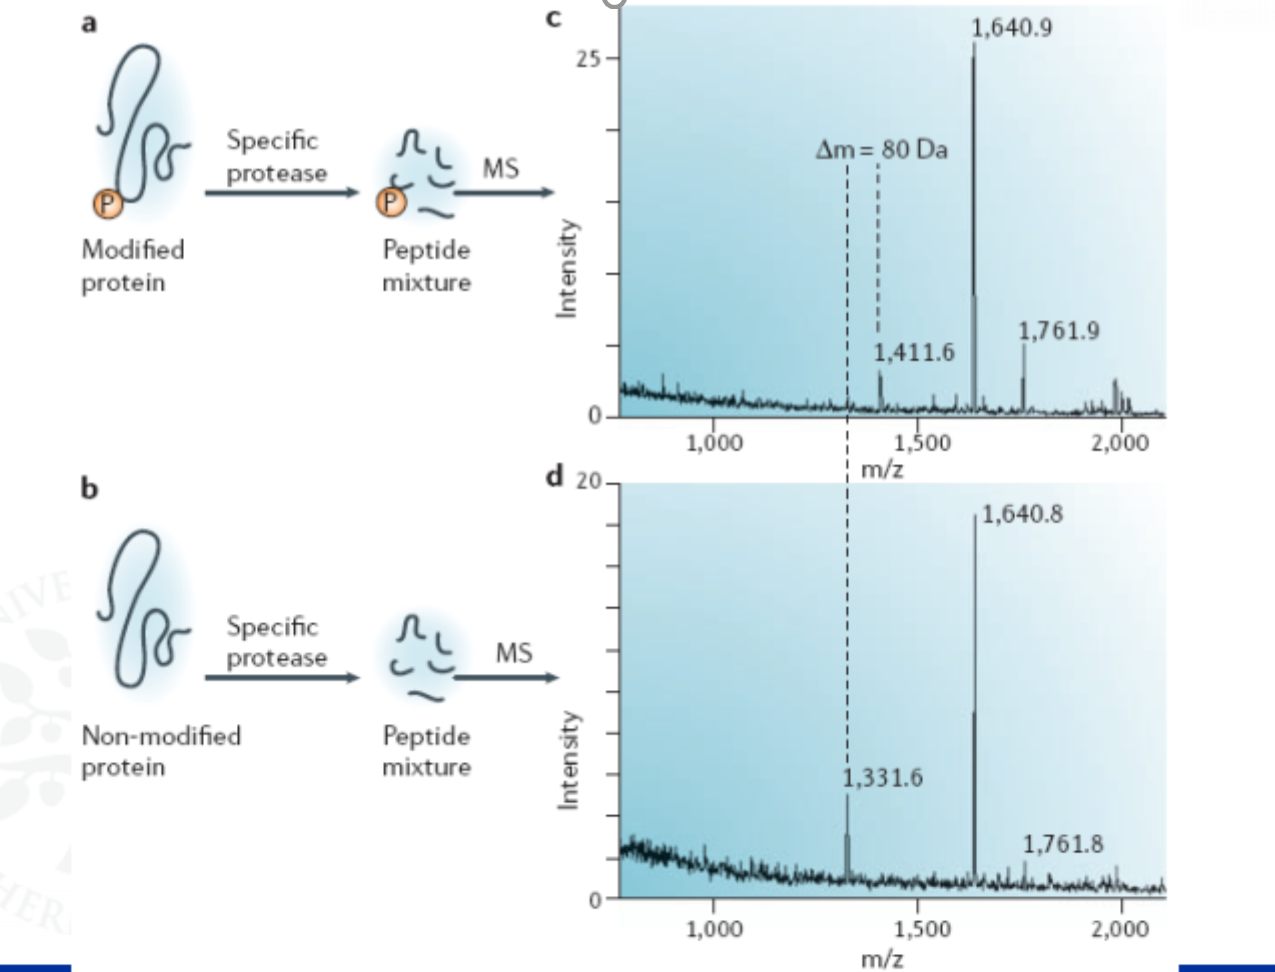 a
Specific
protease
MS
P
P
Modified
protein
Peptide
mixture
c
25
0
Intensity
Δm = 80 Da
1,411.6
1,640.9
1,761.9
1,000
1,500
2,000
m/z
b
Specific
protease
MS
Non-modified
protein
Peptide
mixture
d
20
0
Intensity
1,331.6
1,640.8
1,761.8
1,000
1,500
2,000
m/z